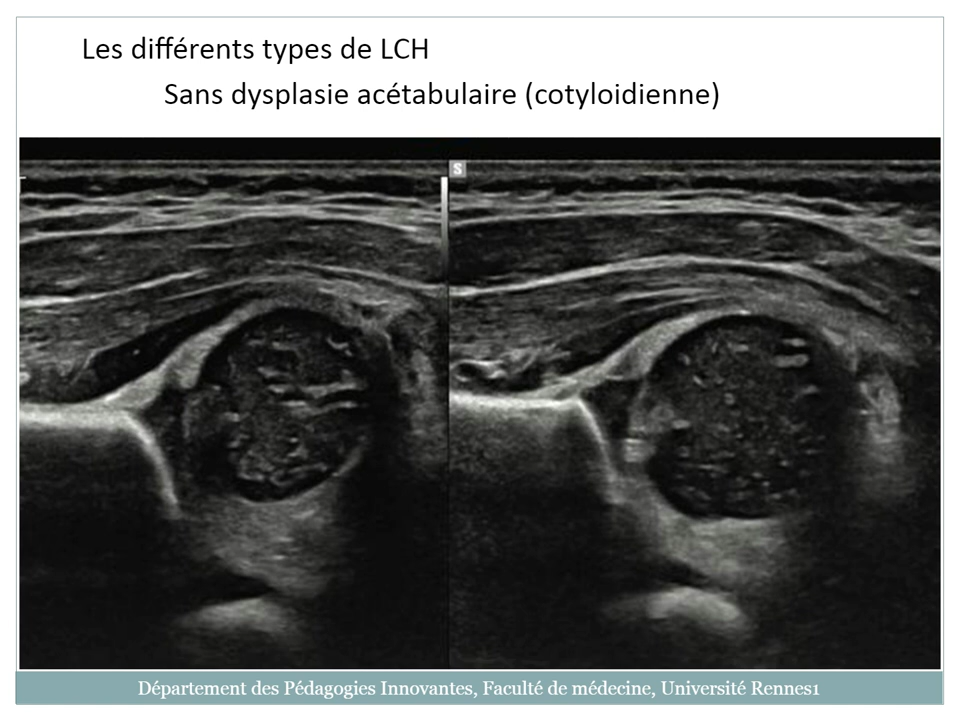 Les différents types de LCH
Sans dysplasie acétabulaire (cotyloidienne)
S
Département des Pédagogies Innovantes, Faculté de médecine, Université Rennes1